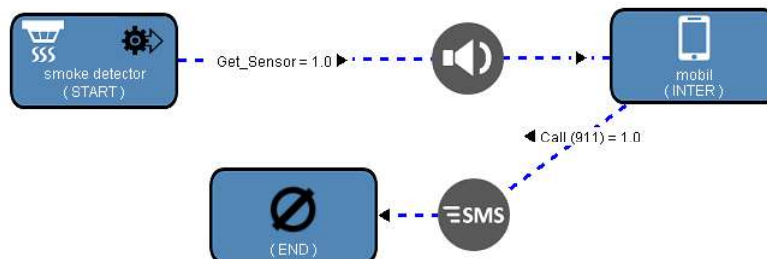 smoke detector
( START )
Get_Sensor = 1.0
mobil
( INTER )
Call (911) = 1.0
SMS
( END )